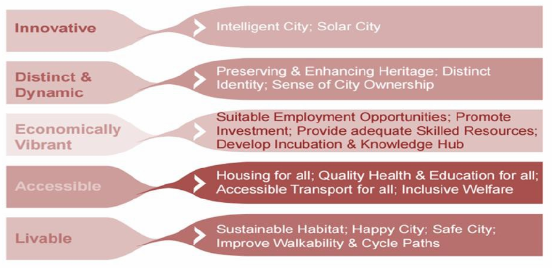 Innovative
Intelligent City; Solar City
Distinct &
Dynamic
Preserving & Enhancing Heritage; Distinct
Identity; Sense of City Ownership
Economically
Vibrant
Suitable Employment Opportunities; Promote
Investment; Provide adequate Skilled Resources;
Develop Incubation & Knowledge Hub
Accessible
Housing for all; Quality Health & Education for all;
Accessible Transport for all; Inclusive Welfare
Livable
Sustainable Habitat; Happy City; Safe City;
Improve Walkability & Cycle Paths